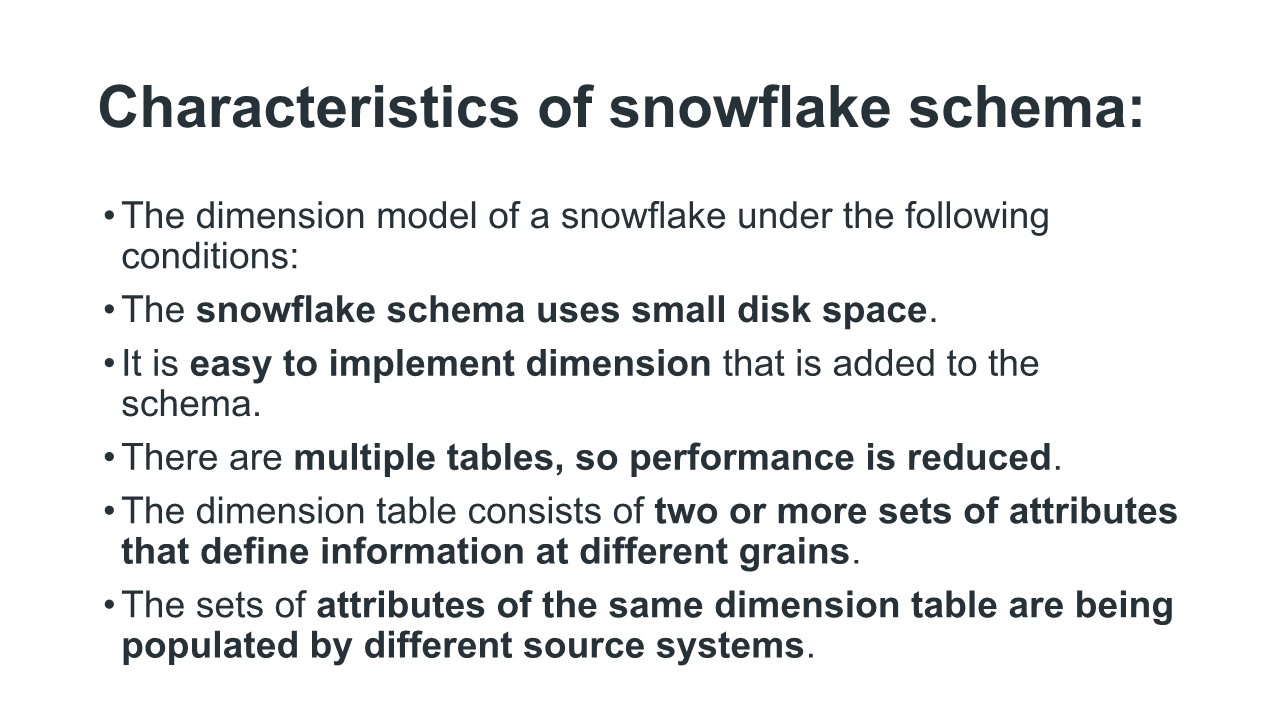 Characteristics of snowflake schema:
•The dimension model of a snowflake under the following
conditions:
•The snowflake schema uses small disk space.
•It is easy to implement dimension that is added to the
schema.
•There are multiple tables, so performance is reduced.
•The dimension table consists of two or more sets of attributes
that define information at different grains.
•The sets of attributes of the same dimension table are being
populated by different source systems.